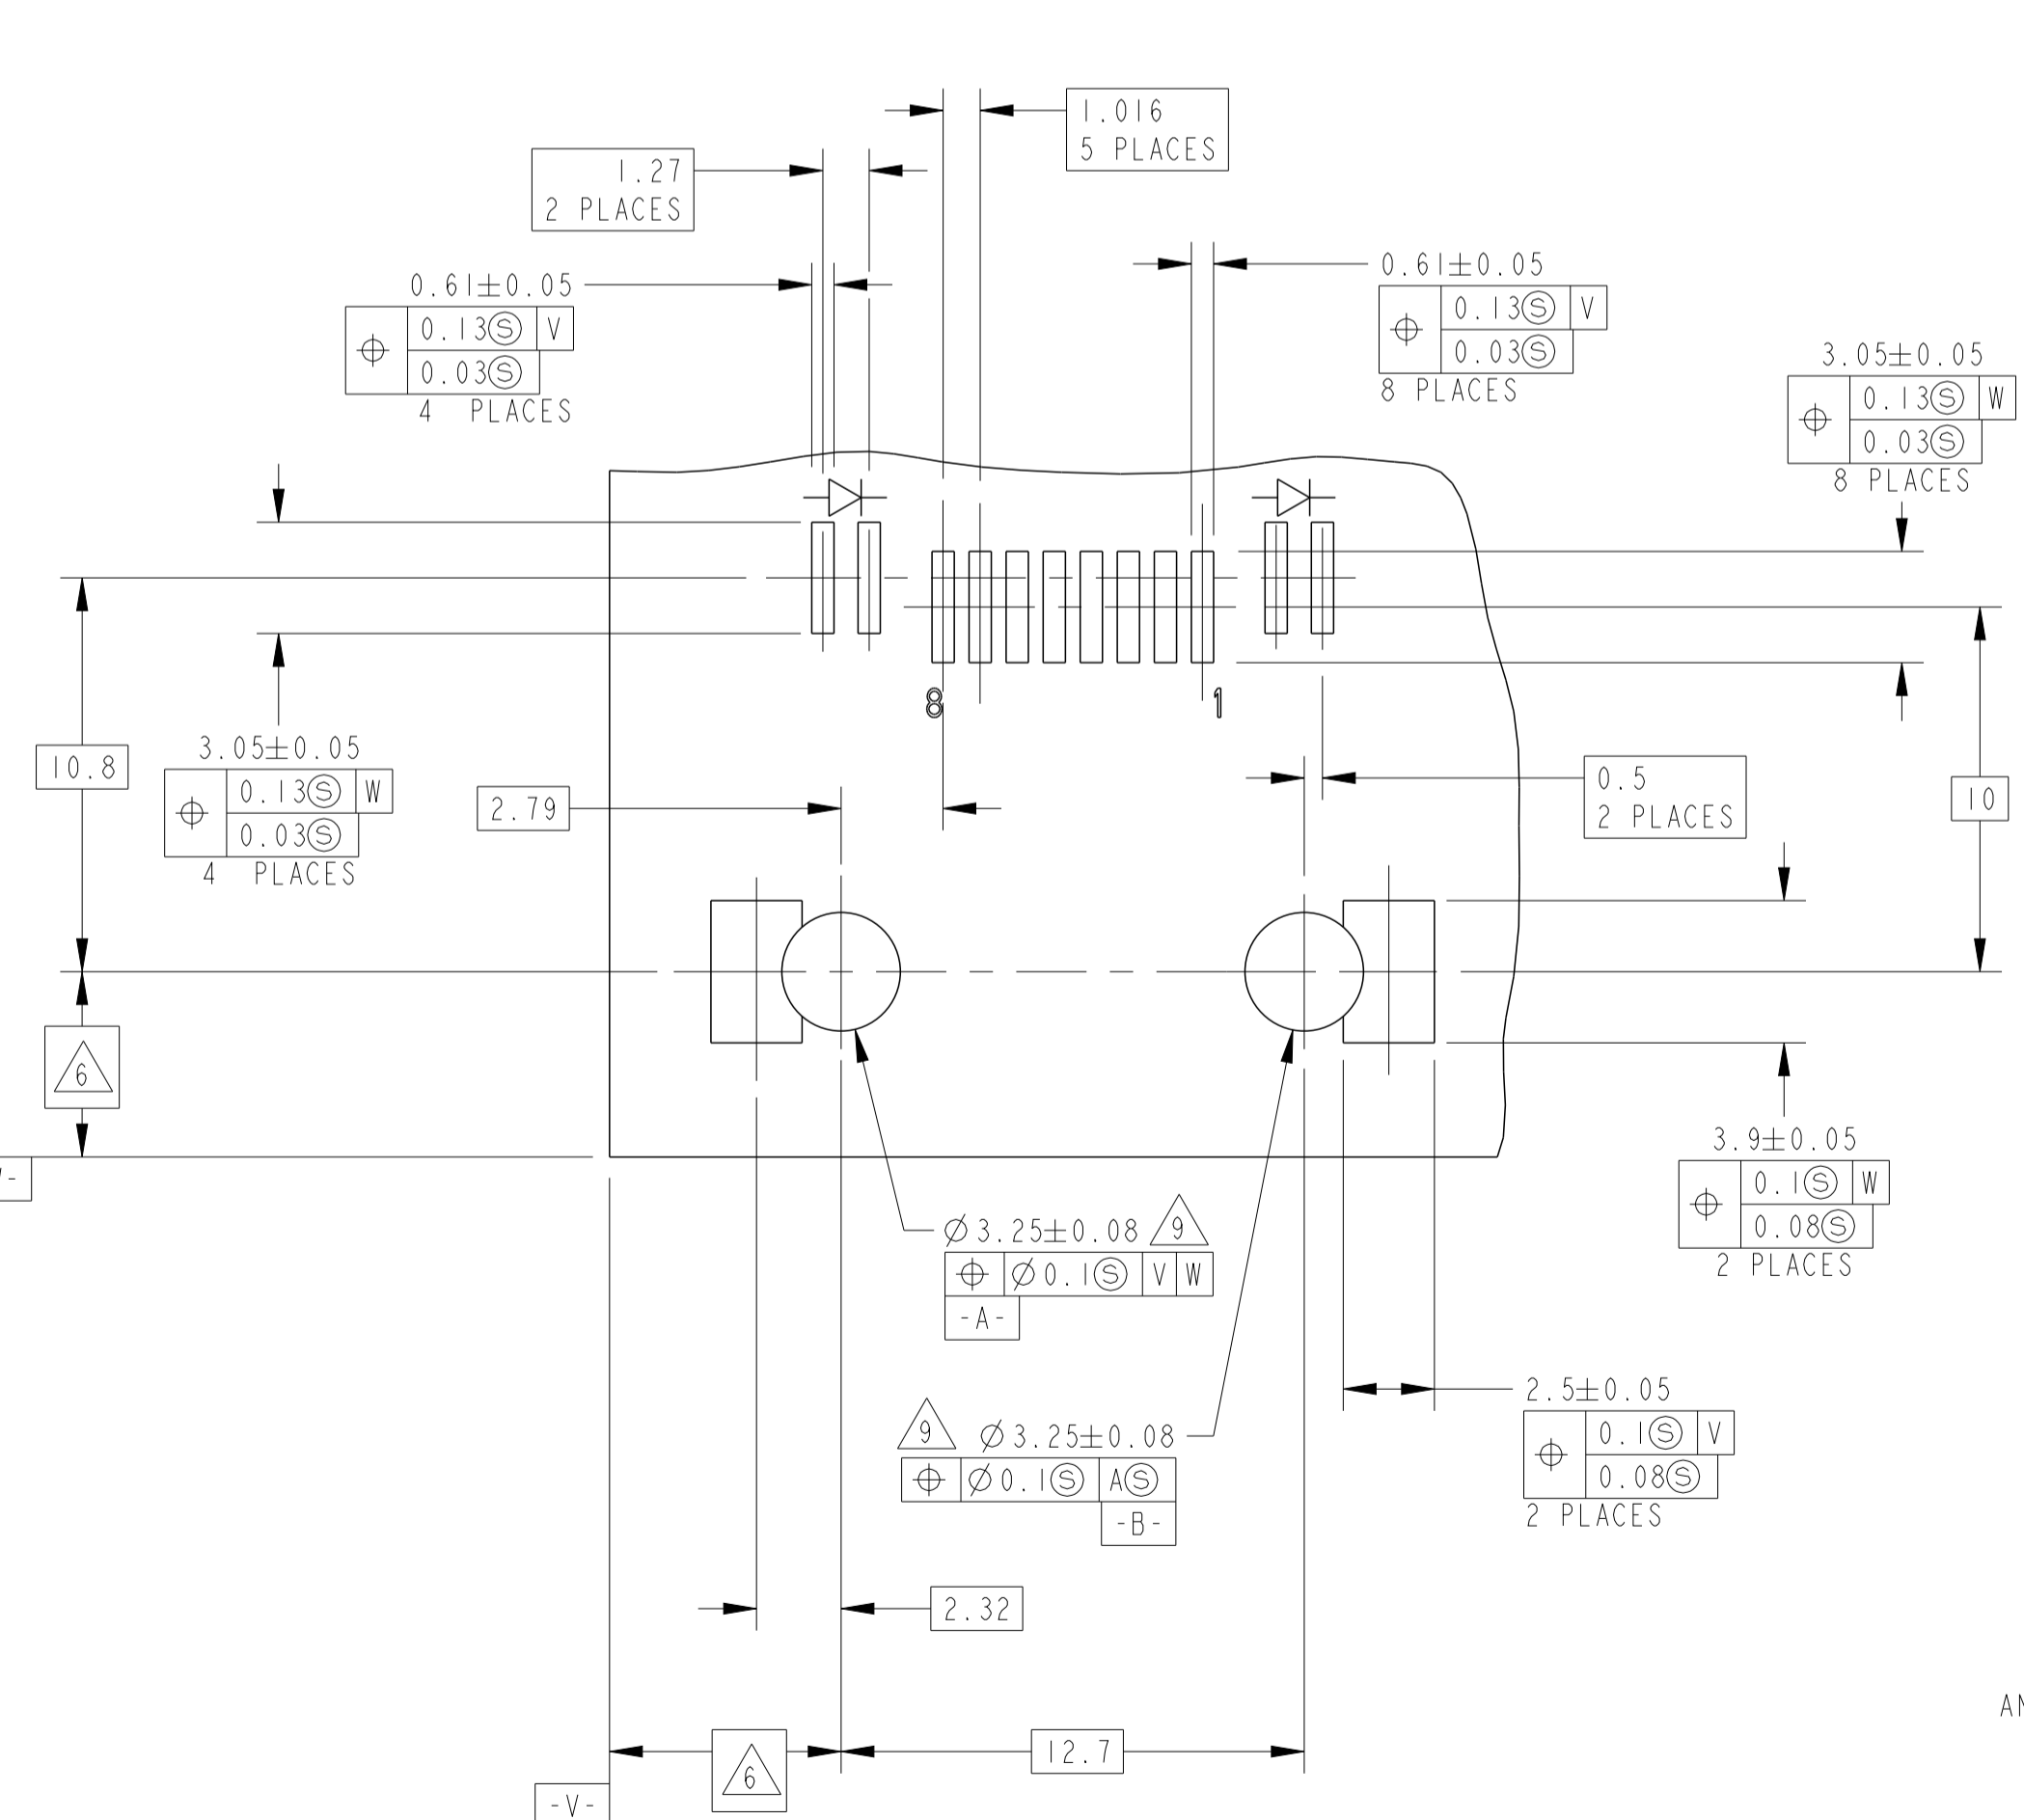 1.016
5 PLACES
1.27
2 PLACES
0.61±0.05
0.13Ⓢ V
0.03Ⓢ
4 PLACES
0.61±0.05
0.13Ⓢ V
0.03Ⓢ
8 PLACES
3.05±0.05
0.13Ⓢ W
0.03Ⓢ
8 PLACES
8 1
10.8
3.05±0.05
0.13Ⓢ W
0.03Ⓢ
4 PLACES
2.79
0.5
2 PLACES
10
6
3.9±0.05
0.1Ⓢ W
0.08Ⓢ
2 PLACES
⌀3.25±0.08 9
⌀0.1Ⓢ V W
-A-
9 ⌀3.25±0.08
⌀0.1Ⓢ AⓈ
-B-
2.5±0.05
0.1Ⓢ V
0.08Ⓢ
2 PLACES
2.32
12.7
6
-V-